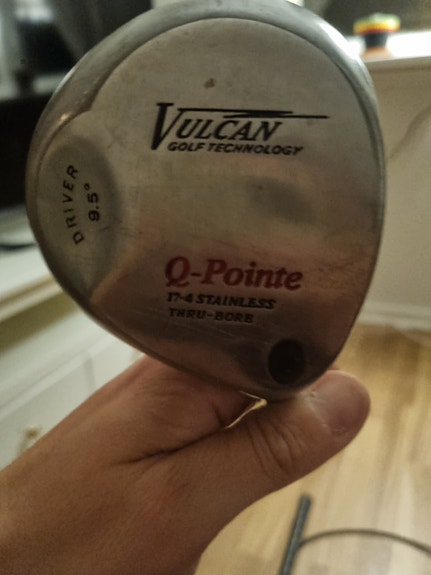 VULCAN
GOLF TECHNOLOGY
DRIVER
9.5°
Q-Pointe
17-4 STAINLESS
THRU-BORE